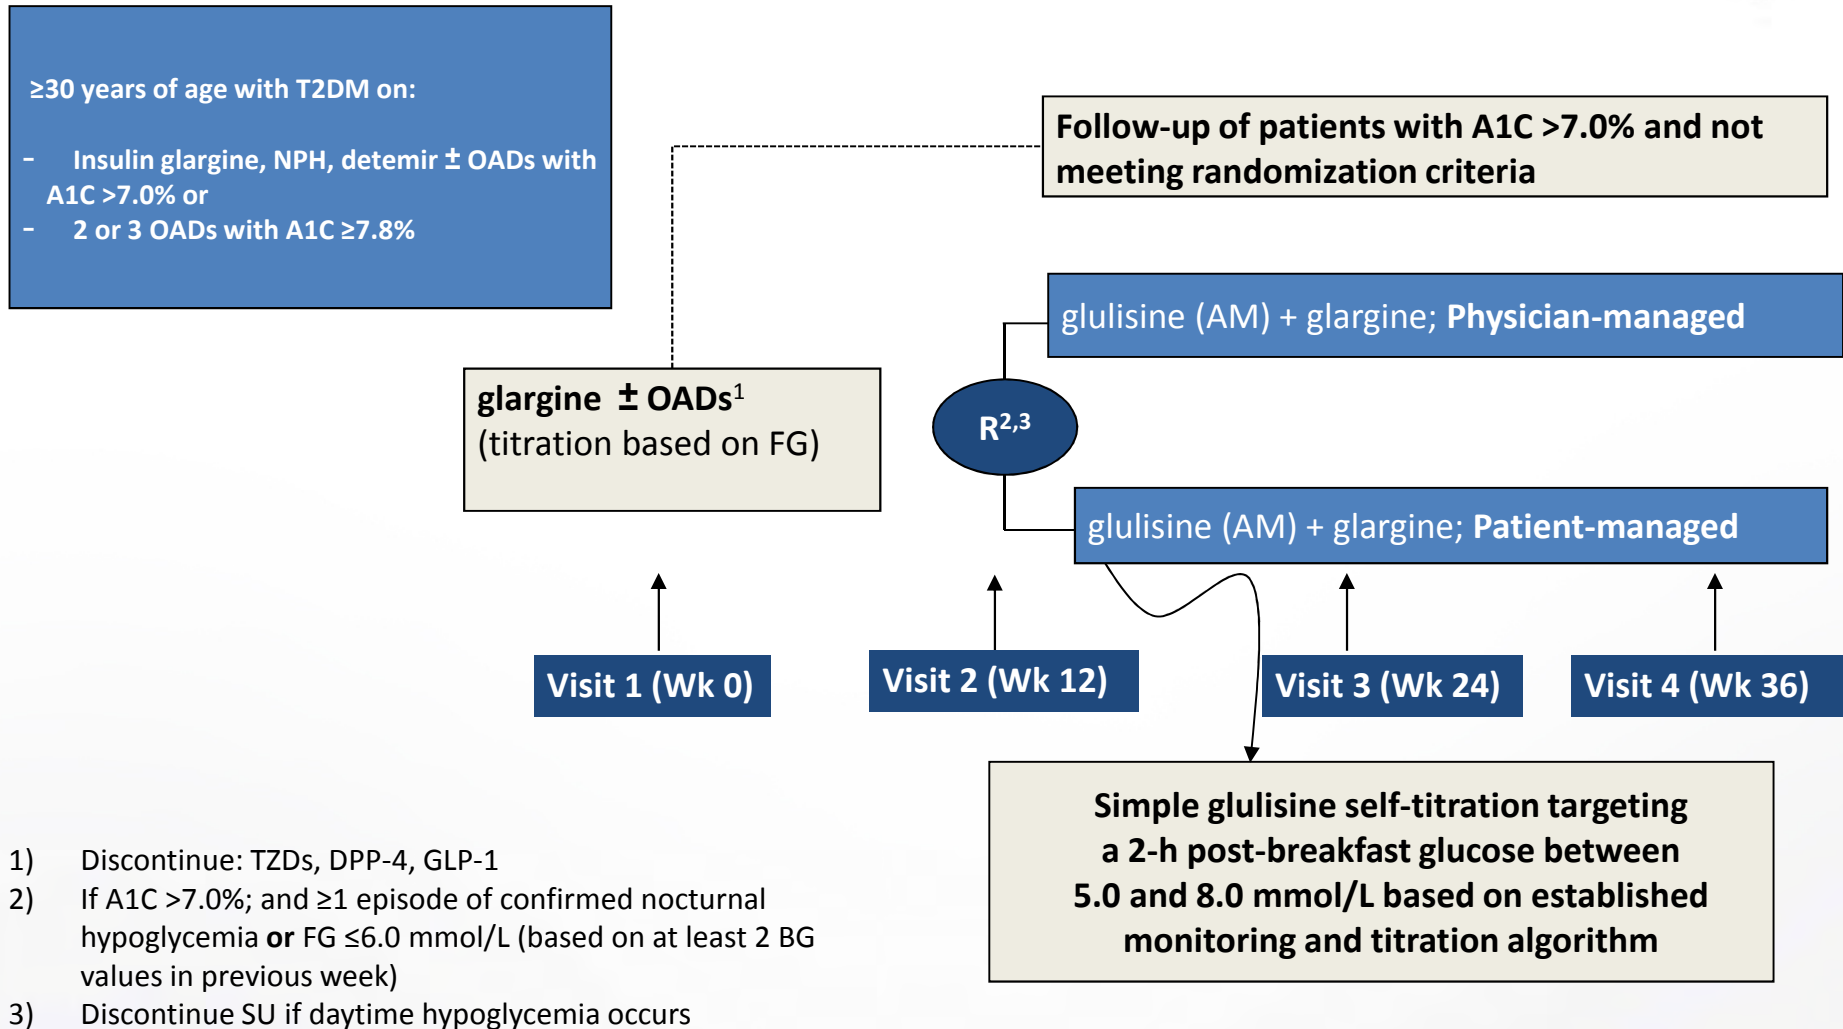 ≥30 years of age with T2DM on:
- Insulin glargine, NPH, detemir ± OADs with
A1C >7.0% or
- 2 or 3 OADs with A1C ≥7.8%
Follow-up of patients with A1C >7.0% and not
meeting randomization criteria
glulisine (AM) + glargine; Physician-managed
glargine ± OADs1
(titration based on FG)
R2,3
glulisine (AM) + glargine; Patient-managed
Visit 1 (Wk 0)
Visit 2 (Wk 12)
Visit 3 (Wk 24)
Visit 4 (Wk 36)
Simple glulisine self-titration targeting
a 2-h post-breakfast glucose between
5.0 and 8.0 mmol/L based on established
monitoring and titration algorithm
1) Discontinue: TZDs, DPP-4, GLP-1
2) If A1C >7.0%; and ≥1 episode of confirmed nocturnal
hypoglycemia or FG ≤6.0 mmol/L (based on at least 2 BG
values in previous week)
3) Discontinue SU if daytime hypoglycemia occurs